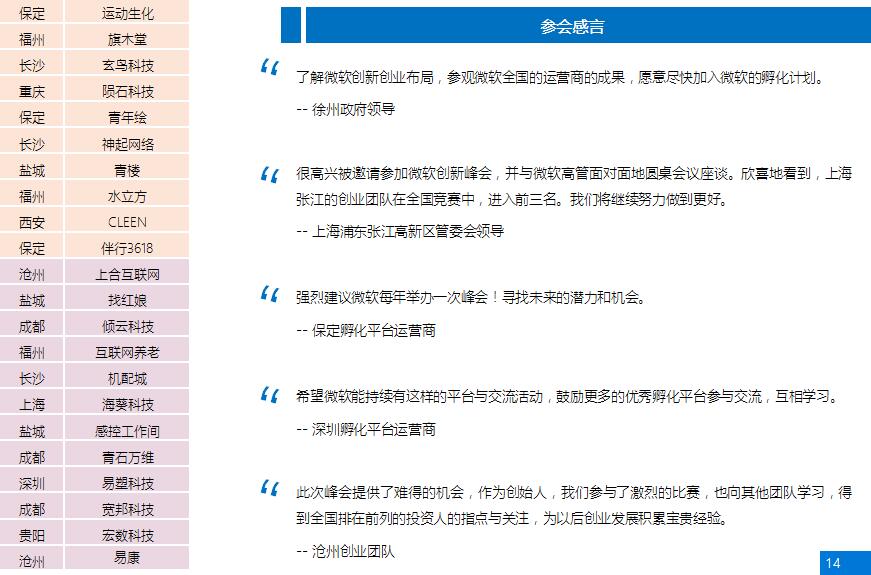 保定 运动生化
福州 旗木堂
长沙 玄鸟科技
重庆 陨石科技
保定 青年绘
长沙 神起网络
盐城 青楼
福州 水立方
西安 CLEEN
保定 伴行3618
沧州 上合互联网
盐城 找红娘
成都 倾云科技
福州 互联网养老
长沙 机配城
上海 海葵科技
盐城 感控工作间
成都 青石万维
深圳 易塑科技
成都 宽邦科技
贵阳 宏数科技
沧州 易康
参会感言
“ 了解微软创新创业布局，参观微软全国的运营商的成果，愿意尽快加入微软的孵化计划。
-- 徐州政府领导
“ 很高兴被邀请参加微软创新峰会，并与微软高管面对面地圆桌会议座谈。欣喜地看到，上海
张江的创业团队在全国竞赛中，进入前三名。我们将继续努力做到更好。
-- 上海浦东张江高新区管委会领导
“ 强烈建议微软每年举办一次峰会！寻找未来的潜力和机会。
-- 保定孵化平台运营商
“ 希望微软能持续有这样的平台与交流活动，鼓励更多的优秀孵化平台参与交流，互相学习。
-- 深圳孵化平台运营商
“ 此次峰会提供了难得的机会，作为创始人，我们参与了激烈的比赛，也向其他团队学习，得
到全国排在前列的投资人的指点与关注，为以后创业发展积累宝贵经验。
-- 沧州创业团队
14